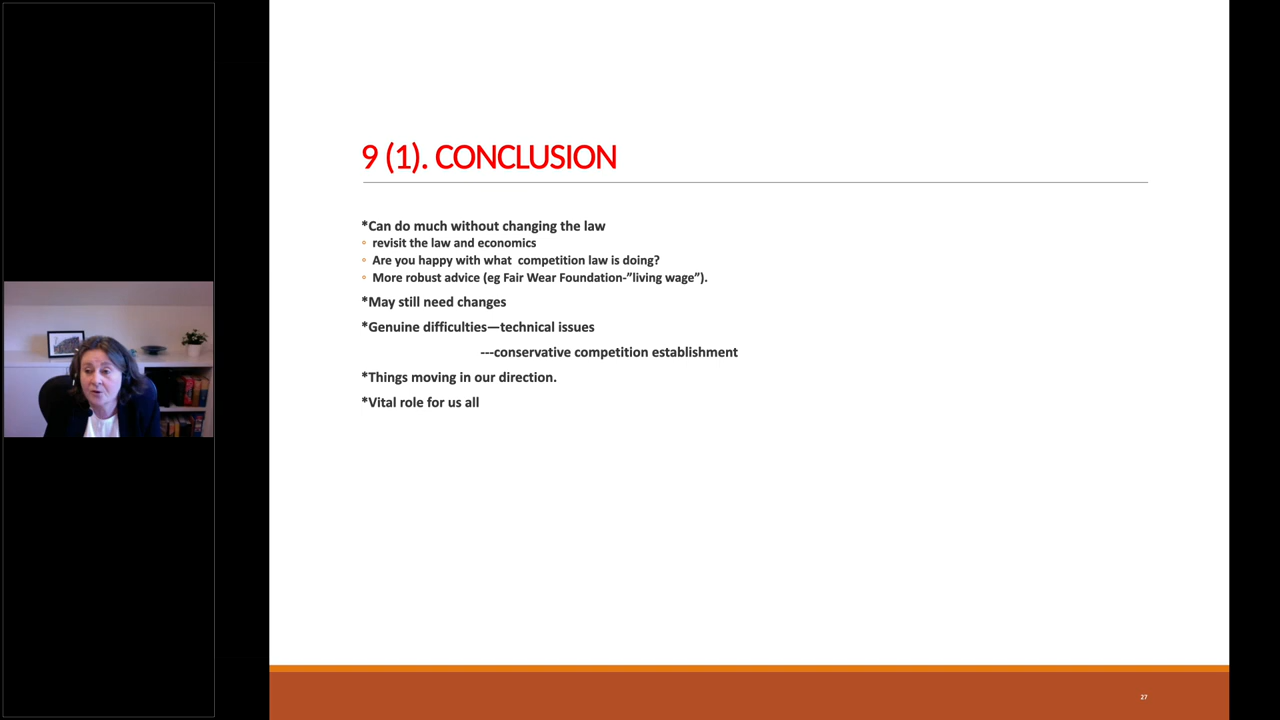 9 (1). CONCLUSION
*Can do much without changing the law
◦ revisit the law and economics
◦ Are you happy with what  competition law is doing?
◦ More robust advice (eg Fair Wear Foundation-”living wage”).
*May still need changes
*Genuine difficulties—technical issues
---conservative competition establishment
*Things moving in our direction.
*Vital role for us all
27